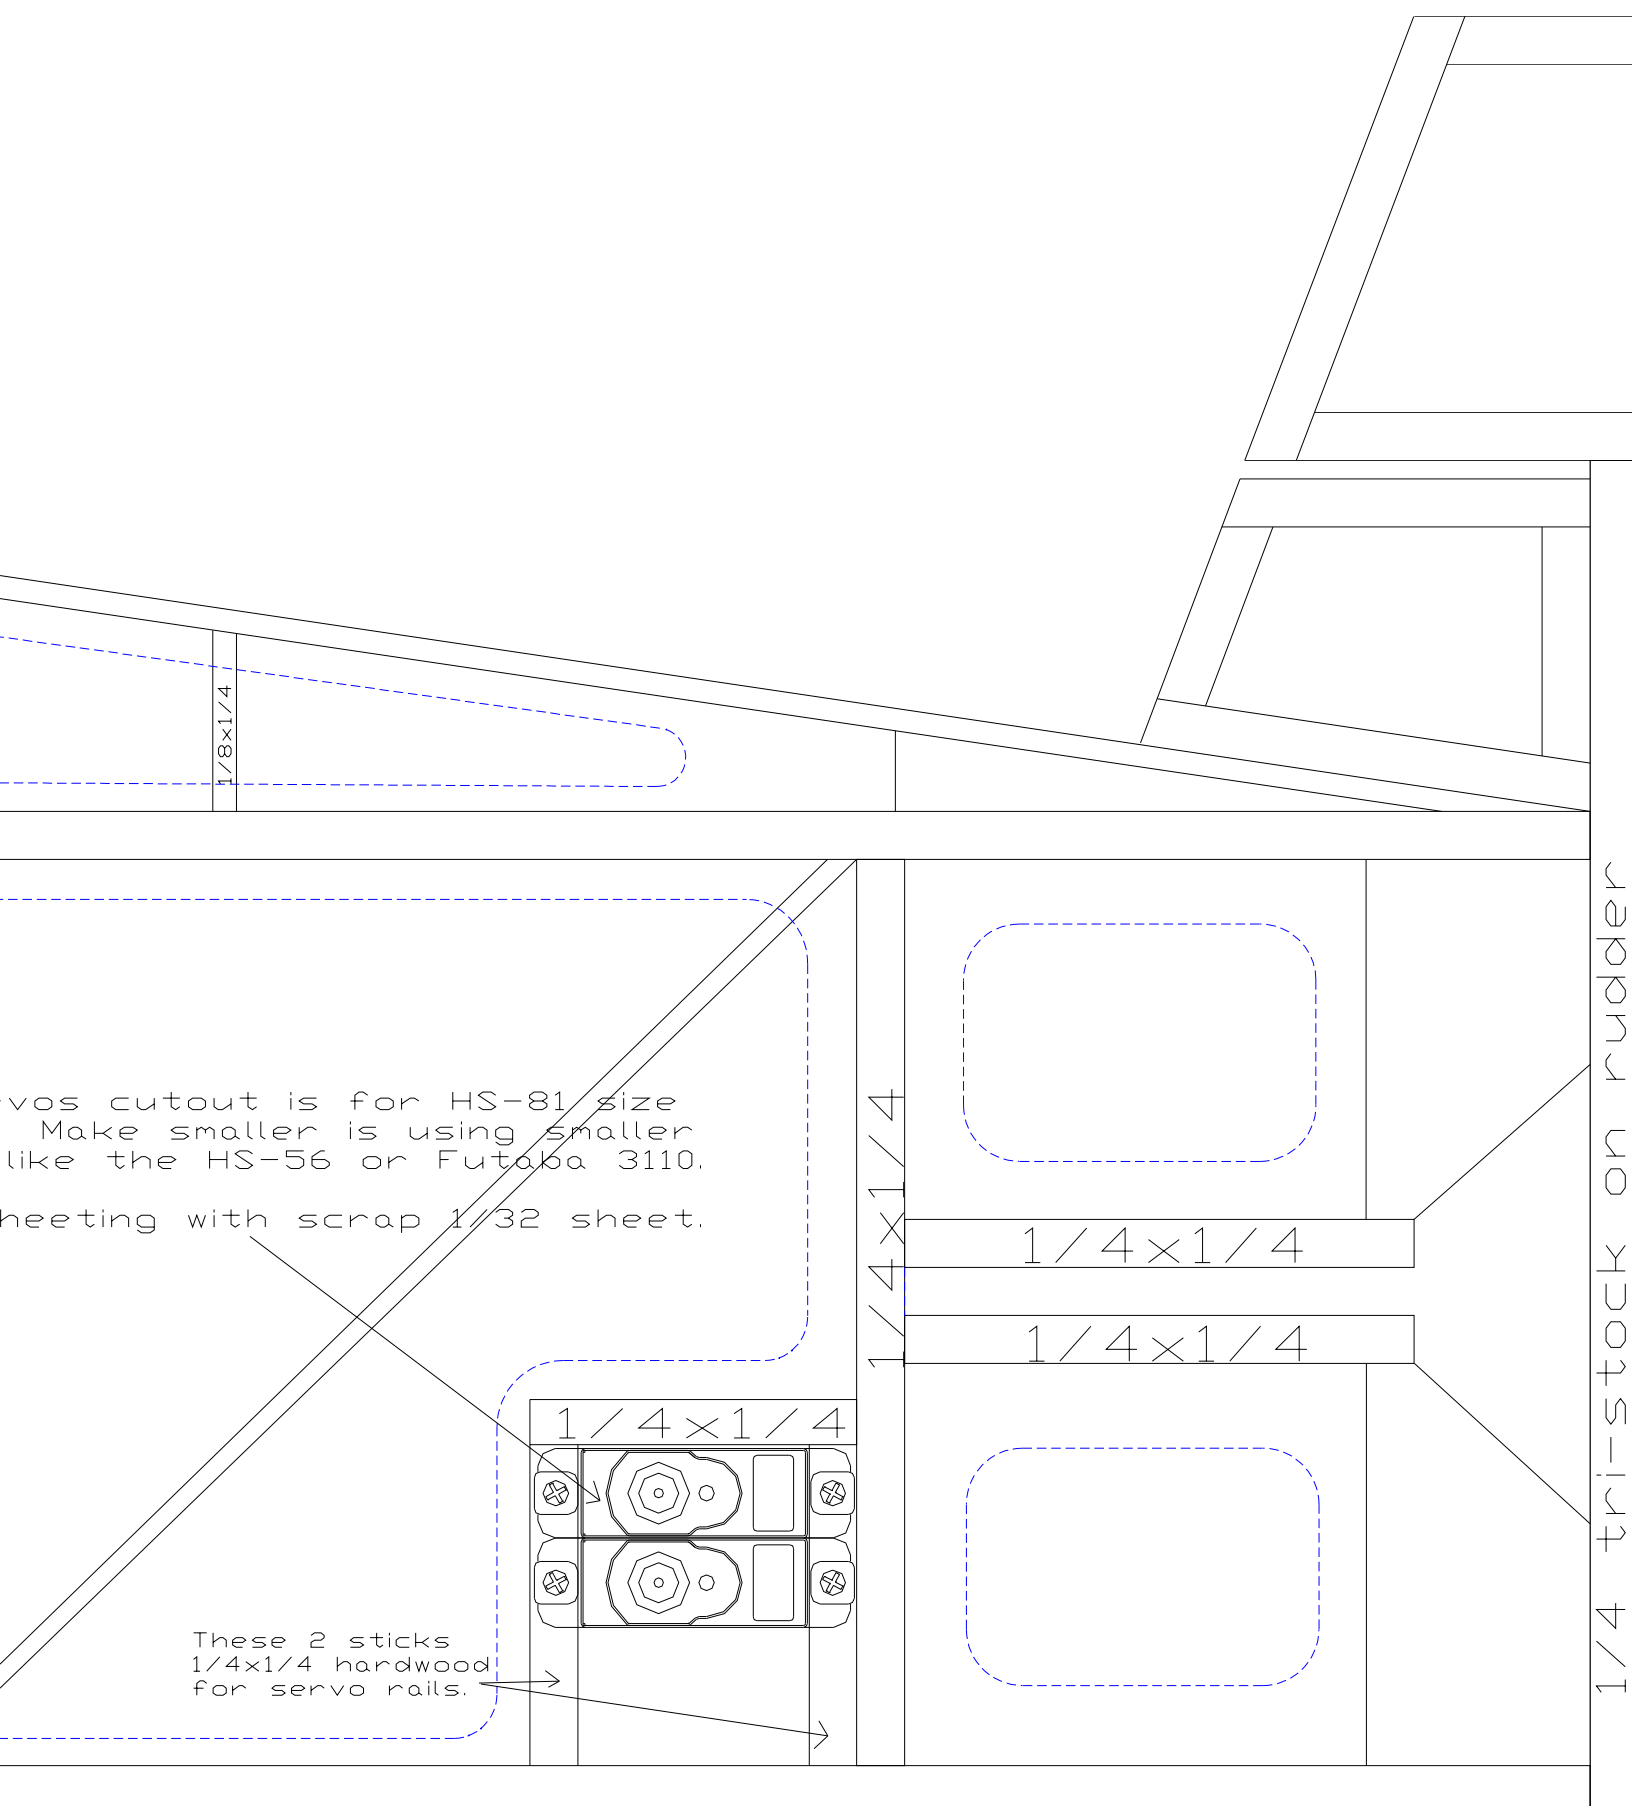 1/8x1/4
vos cutout is for HS-81 size
Make smaller is using smaller
like the HS-56 or Futaba 3110.
heeting with scrap 1/32 sheet.
1/4x1/4
1/4x1/4
1/4x1/4
1/4x1/4
These 2 sticks
1/4x1/4 hardwood
for servo rails.
1/4 tri-stock on rudder